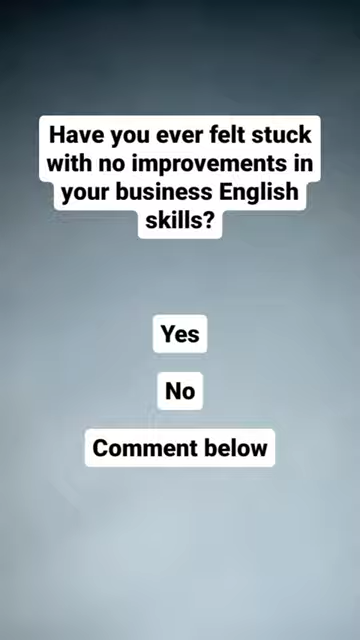 Have you ever felt stuck
with no improvements in
your business English
skills?
Yes
No
Comment below